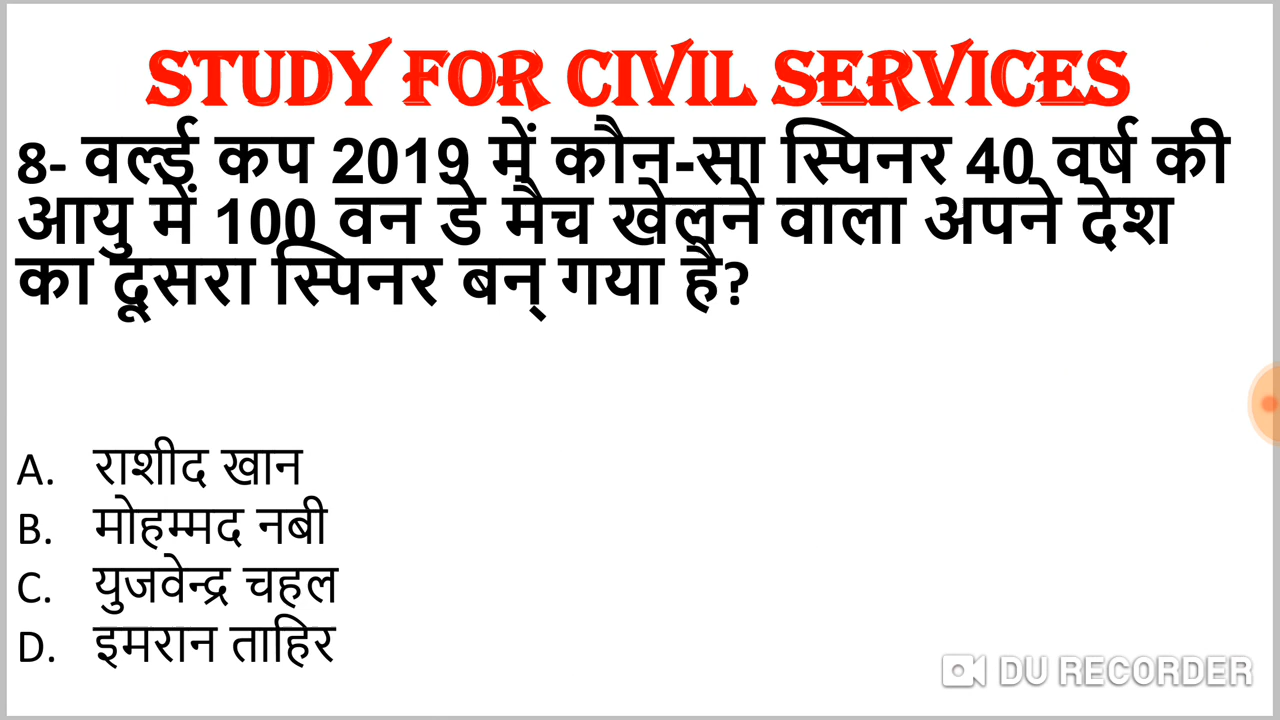 STUDY FOR CIVIL SERVICES
8- वर्ल्ड कप 2019 में कौन-सा स्पिनर 40 वर्ष की
आयु में 100 वन डे मैच खेलने वाला अपने देश
का दूसरा स्पिनर बन् गया है?
A. राशीद खान
B. मोहम्मद नबी
C. युजवेन्द्र चहल
D. इमरान ताहिर
DU RECORDER